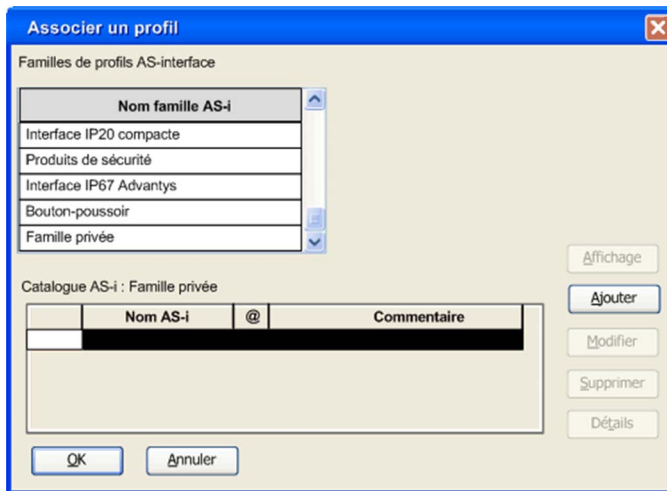 Associer un profil
Familles de profils AS-interface
Nom famille AS-i
Interface IP20 compacte
Produits de sécurité
Interface IP67 Advantys
Bouton-poussoir
Famille privée
Affichage
Catalogue AS-i : Famille privée
Ajouter
Nom AS-i @ Commentaire
Modifier
Supprimer
Détails
OK Annuler